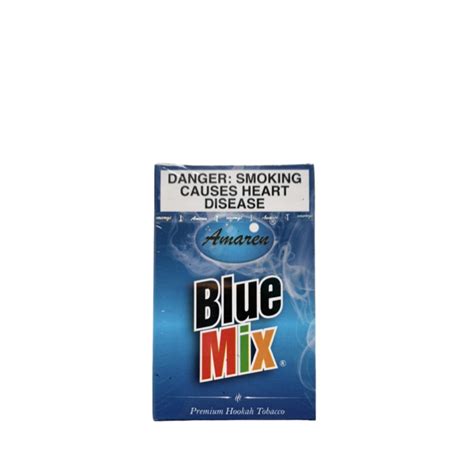 DANGER: SMOKING
CAUSES HEART
DISEASE
Amaren
Blue
Mix®
Premium Hookah Tobacco